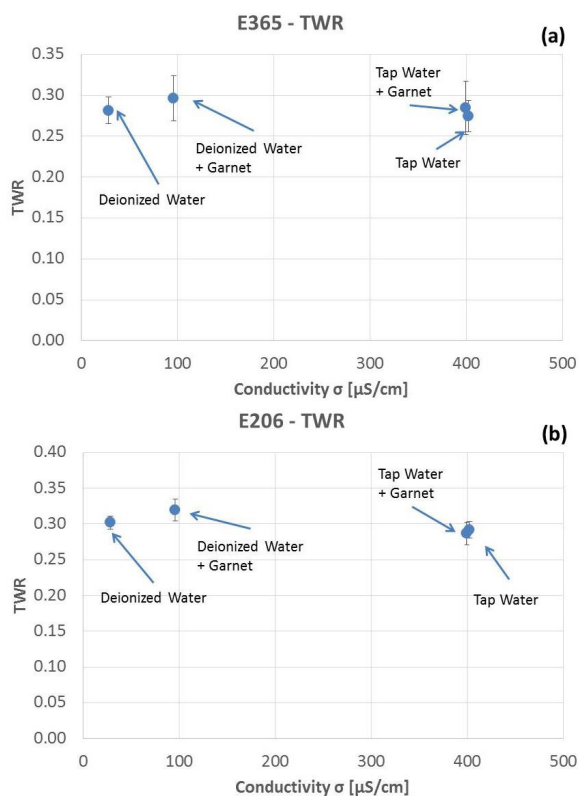 E365 - TWR
(a)
0.35
0.30
0.25
0.20
0.15
0.10
0.05
0.00
TWR
Tap Water
+ Garnet
Deionized Water
+ Garnet
Tap Water
Deionized Water
0
100
200
300
400
500
Conductivity σ [µS/cm]
E206 - TWR
(b)
0.40
0.35
0.30
0.25
0.20
0.15
0.10
0.05
0.00
TWR
Tap Water
+ Garnet
Deionized Water
+ Garnet
Deionized Water
Tap Water
0
100
200
300
400
500
Conductivity σ [µS/cm]